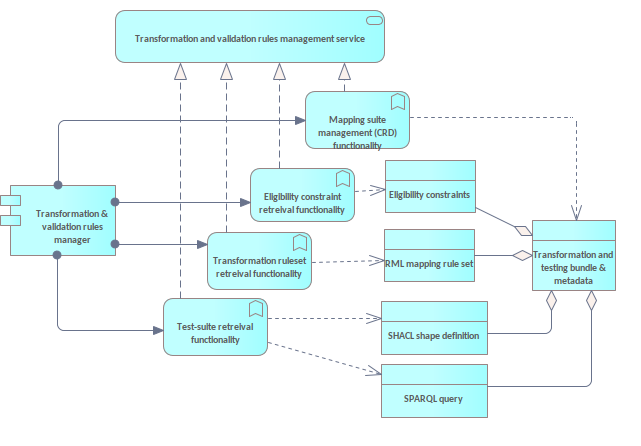 Transformation and validation rules management service
Mapping suite
management (CRD)
functionality
Eligibility constraint
retreival functionality
Eligibility constraints
Transformation &
validation rules
manager
Transformation ruleset
retreival functionality
RML mapping rule set
Transformation and
testing bundle &
metadata
Test-suite retreival
functionality
SHACL shape definition
SPARQL query